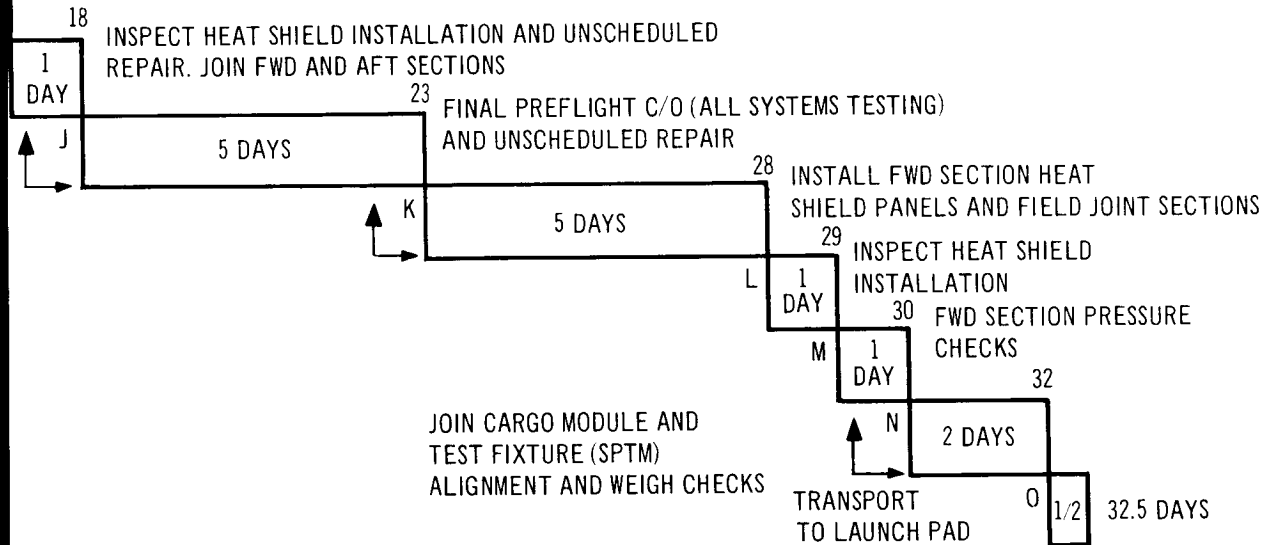 18
INSPECT HEAT SHIELD INSTALLATION AND UNSCHEDULED
REPAIR. JOIN FWD AND AFT SECTIONS
1
DAY
J
5 DAYS
23
FINAL PREFLIGHT C/O (ALL SYSTEMS TESTING)
AND UNSCHEDULED REPAIR
K
5 DAYS
28
INSTALL FWD SECTION HEAT
SHIELD PANELS AND FIELD JOINT SECTIONS
L
1
DAY
29
INSPECT HEAT SHIELD
INSTALLATION
M
1
DAY
30
FWD SECTION PRESSURE
CHECKS
N
2 DAYS
32
JOIN CARGO MODULE AND
TEST FIXTURE (SPTM)
ALIGNMENT AND WEIGH CHECKS
TRANSPORT
TO LAUNCH PAD
O
1/2
32.5 DAYS